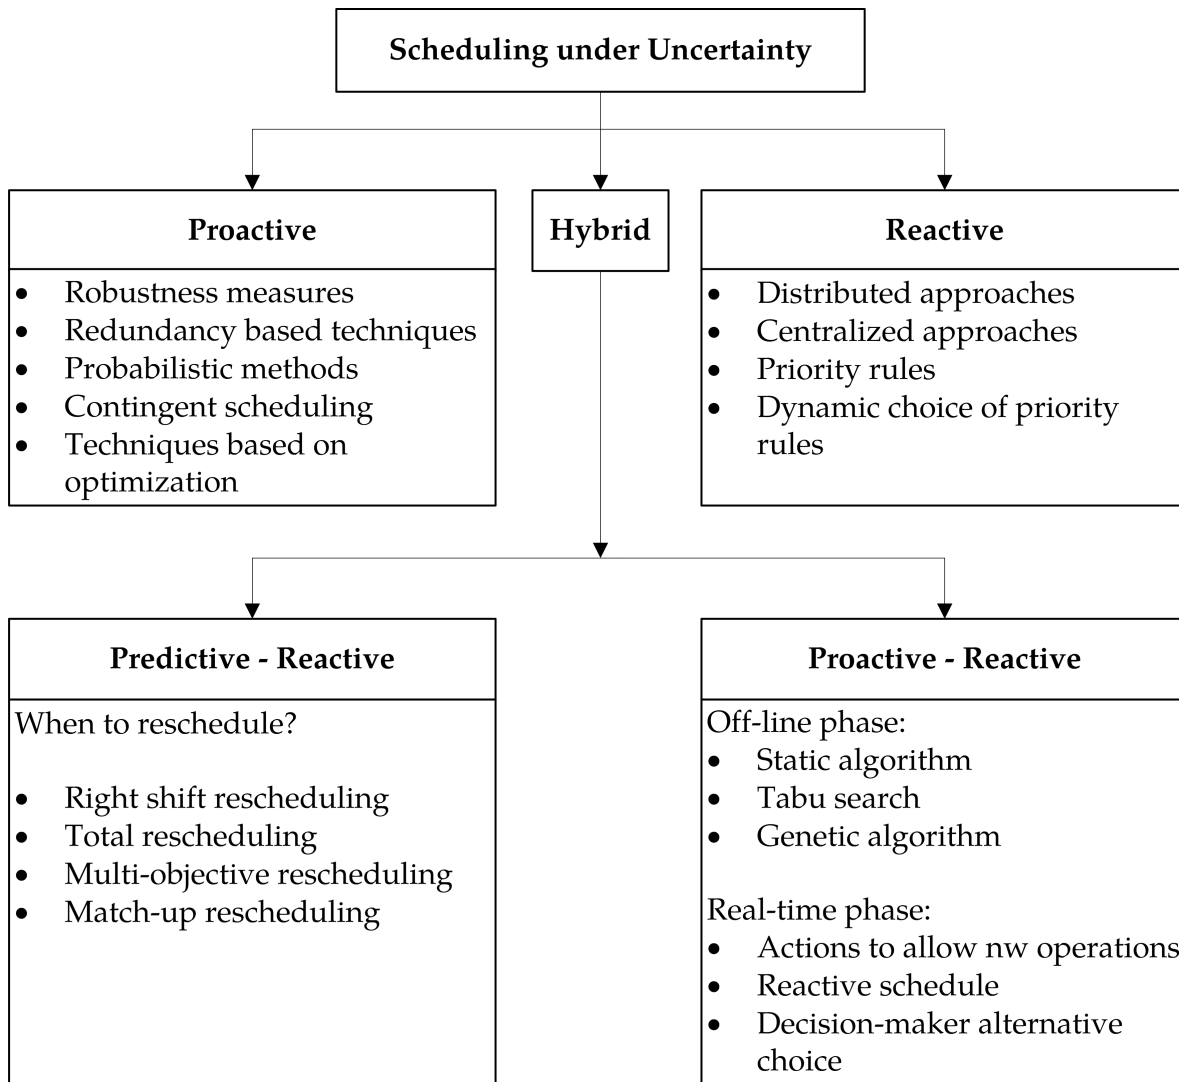 Scheduling under Uncertainty
Proactive
• Robustness measures
• Redundancy based techniques
• Probabilistic methods
• Contingent scheduling
• Techniques based on
optimization
Hybrid
Reactive
• Distributed approaches
• Centralized approaches
• Priority rules
• Dynamic choice of priority
rules
Predictive - Reactive
When to reschedule?
• Right shift rescheduling
• Total rescheduling
• Multi-objective rescheduling
• Match-up rescheduling
Proactive - Reactive
Off-line phase:
• Static algorithm
• Tabu search
• Genetic algorithm
Real-time phase:
• Actions to allow nw operations
• Reactive schedule
• Decision-maker alternative
choice